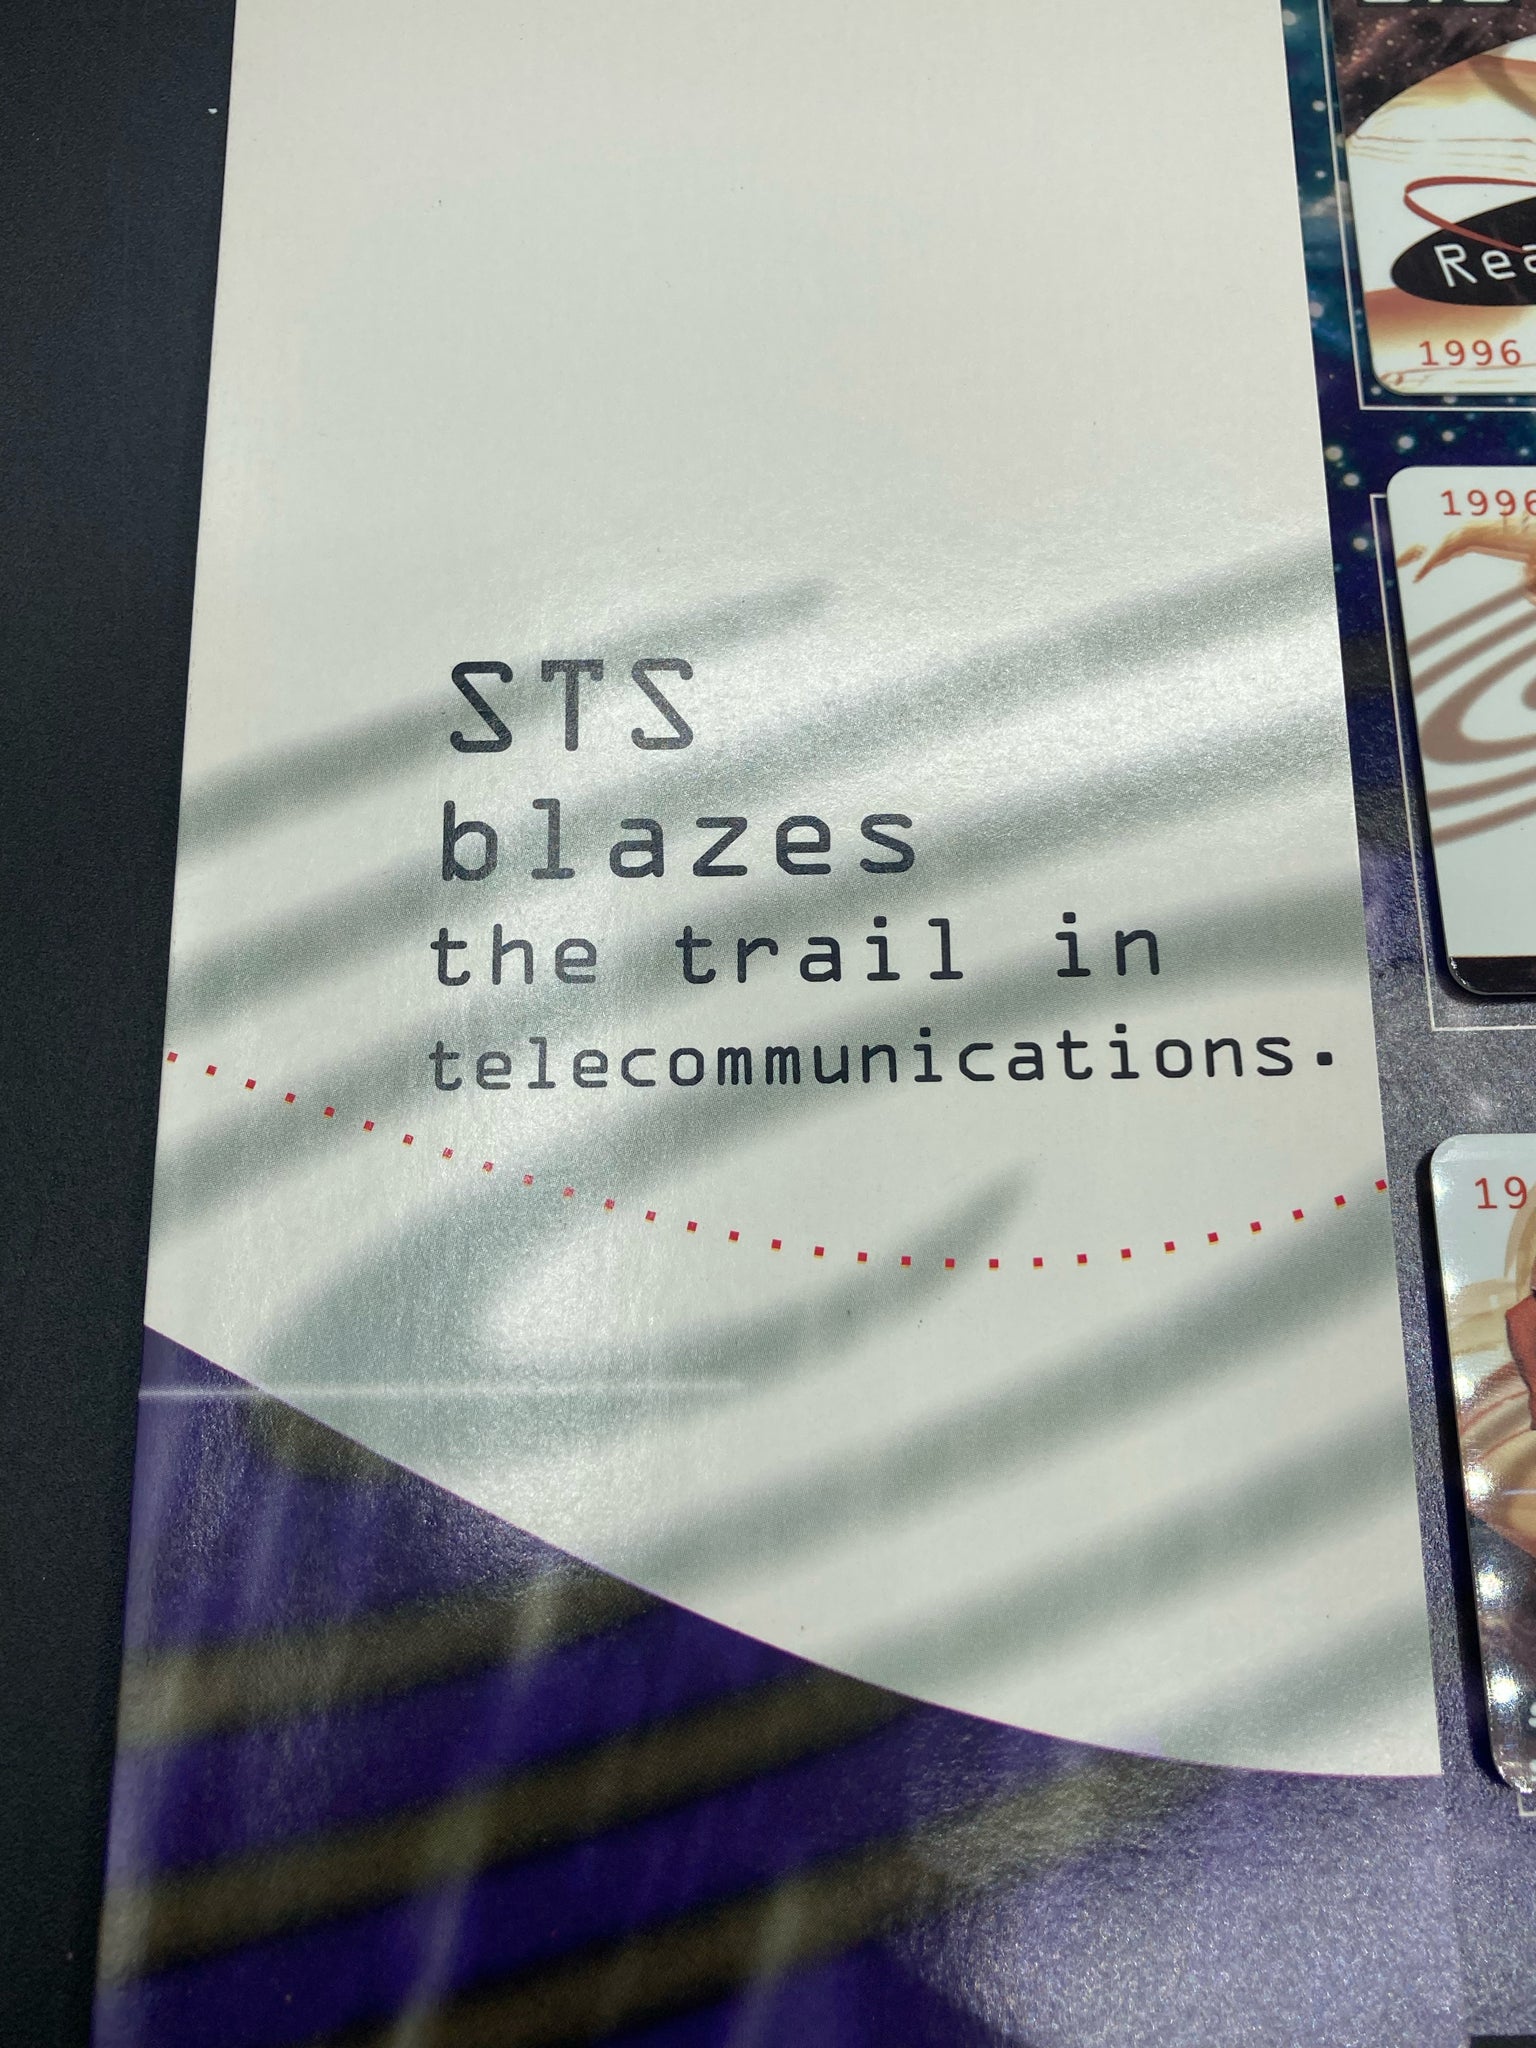 STS
blazes
the trail in
telecommunications.
1996
1996